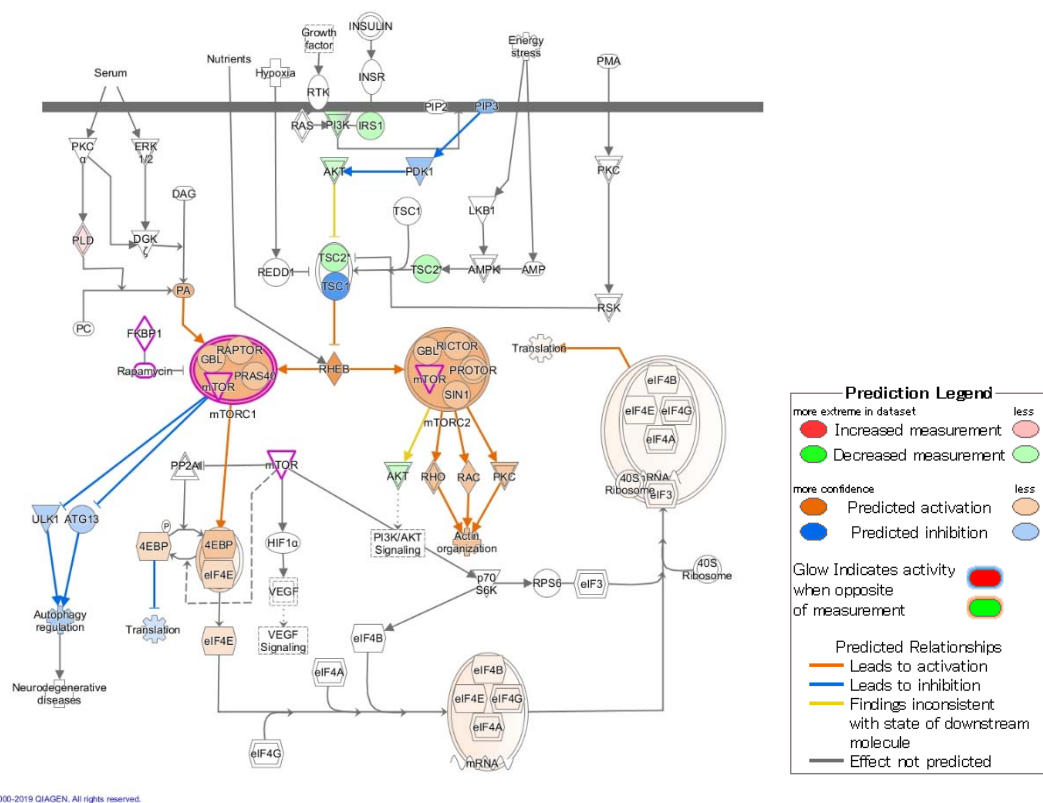 Growth
factor
INSULIN
Nutrients
Energy
stress
Serum
Hypoxia
INSR
PMA
RTK
PIP2
PIP3
RAS
PI3K
IRS1
PKC
α
ERK
1/2
AKT
PDK1
PKC
DAG
LKB1
TSC1
PLD
DGK
ζ
TSC2*
REDD1
TSC2*
AMPK
AMP
TSC1
PA
RSK
PC
FKBP1
RAPTOR
GBL
RICTOR
GBL
Translation
Rapamycin
PRAS40
mTOR
RHEB
PROTOR
mTOR
SIN1
mTORC1
mTORC2
eIF4B
eIF4E
eIF4G
eIF4A
PP2A
mTOR
AKT
RHO
RAC
PKC
40S
Ribosome
mRNA
eIF3
ULK1
ATG13
P
4EBP
4EBP
HIF1α
PI3K/AKT
Signaling
Actin
organization
eIF4E
p70
S6K
RPS6
eIF3
40S
Ribosome
VEGF
Autophagy
regulation
Translation
eIF4E
VEGF
Signaling
eIF4B
Neurodegenerative
diseases
eIF4A
eIF4B
eIF4E
eIF4G
eIF4A
eIF4G
mRNA
Prediction Legend
more extreme in dataset
less
Increased measurement
Decreased measurement
more confidence
less
Predicted activation
Predicted inhibition
Glow Indicates activity
when opposite
of measurement
Predicted Relationships
Leads to activation
Leads to inhibition
Findings inconsistent
with state of downstream
molecule
Effect not predicted
000-2019 QIAGEN. All rights reserved.